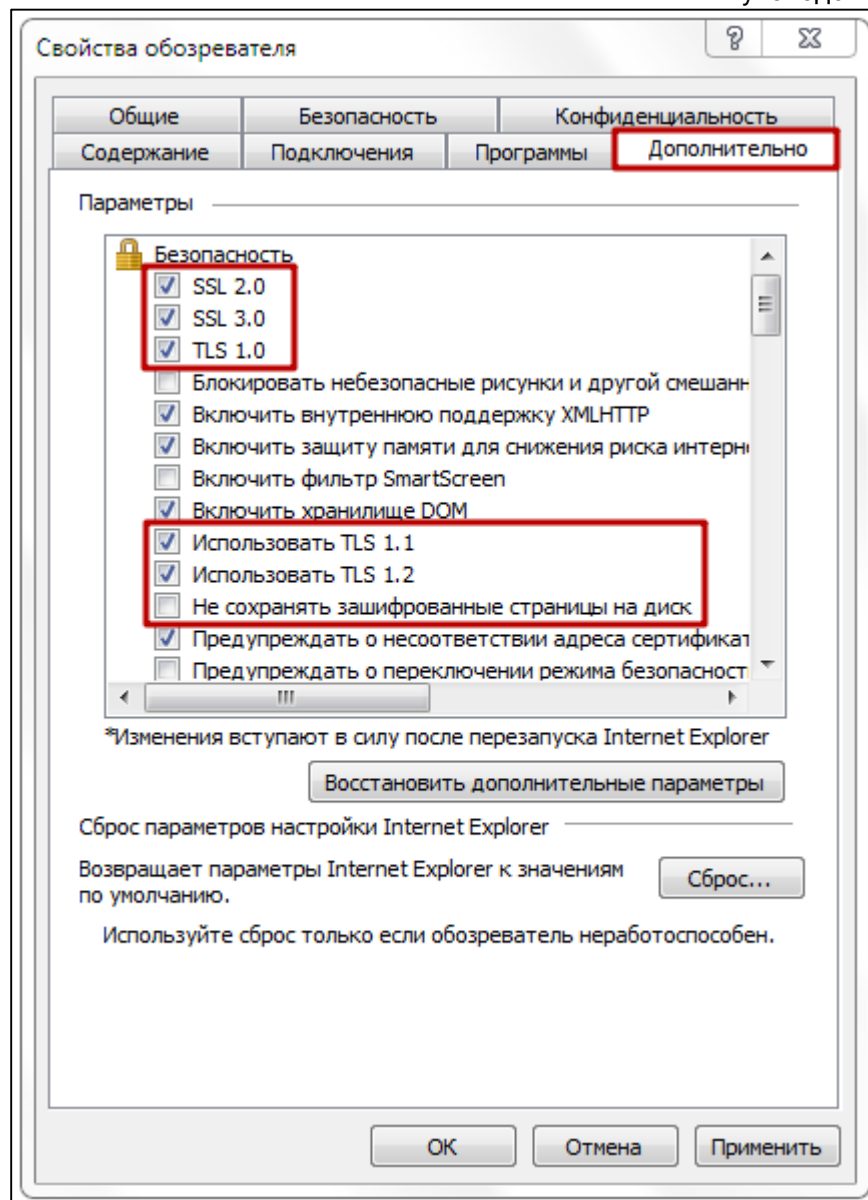 Свойства обозревателя
Общие Безопасность Конфиденциальность
Содержание Подключения Программы Дополнительно
Параметры
Безопасность
SSL 2.0
SSL 3.0
TLS 1.0
Блокировать небезопасные рисунки и другой смешанн
Включить внутреннюю поддержку XMLHTTP
Включить защиту памяти для снижения риска интерн
Включить фильтр SmartScreen
Включить хранилище DOM
Использовать TLS 1.1
Использовать TLS 1.2
Не сохранять зашифрованные страницы на диск
Предупреждать о несоответствии адреса сертификат
Предупреждать о переключении режима безопасност
*Изменения вступают в силу после перезапуска Internet Explorer
Восстановить дополнительные параметры
Сброс параметров настройки Internet Explorer
Возвращает параметры Internet Explorer к значениям
по умолчанию.
Сброс...
Используйте сброс только если обозреватель неработоспособен.
ОК Отмена Применить